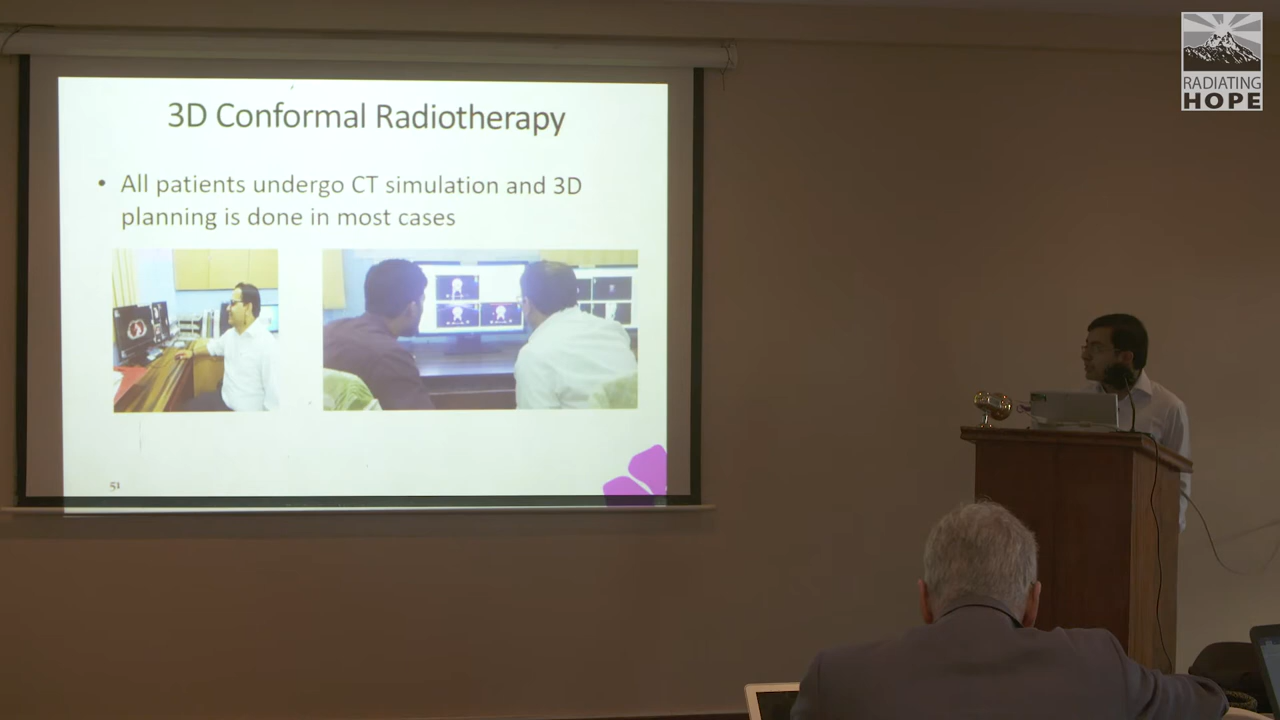 RADIATING
HOPE
3D Conformal Radiotherapy
• All patients undergo CT simulation and 3D
planning is done in most cases
51